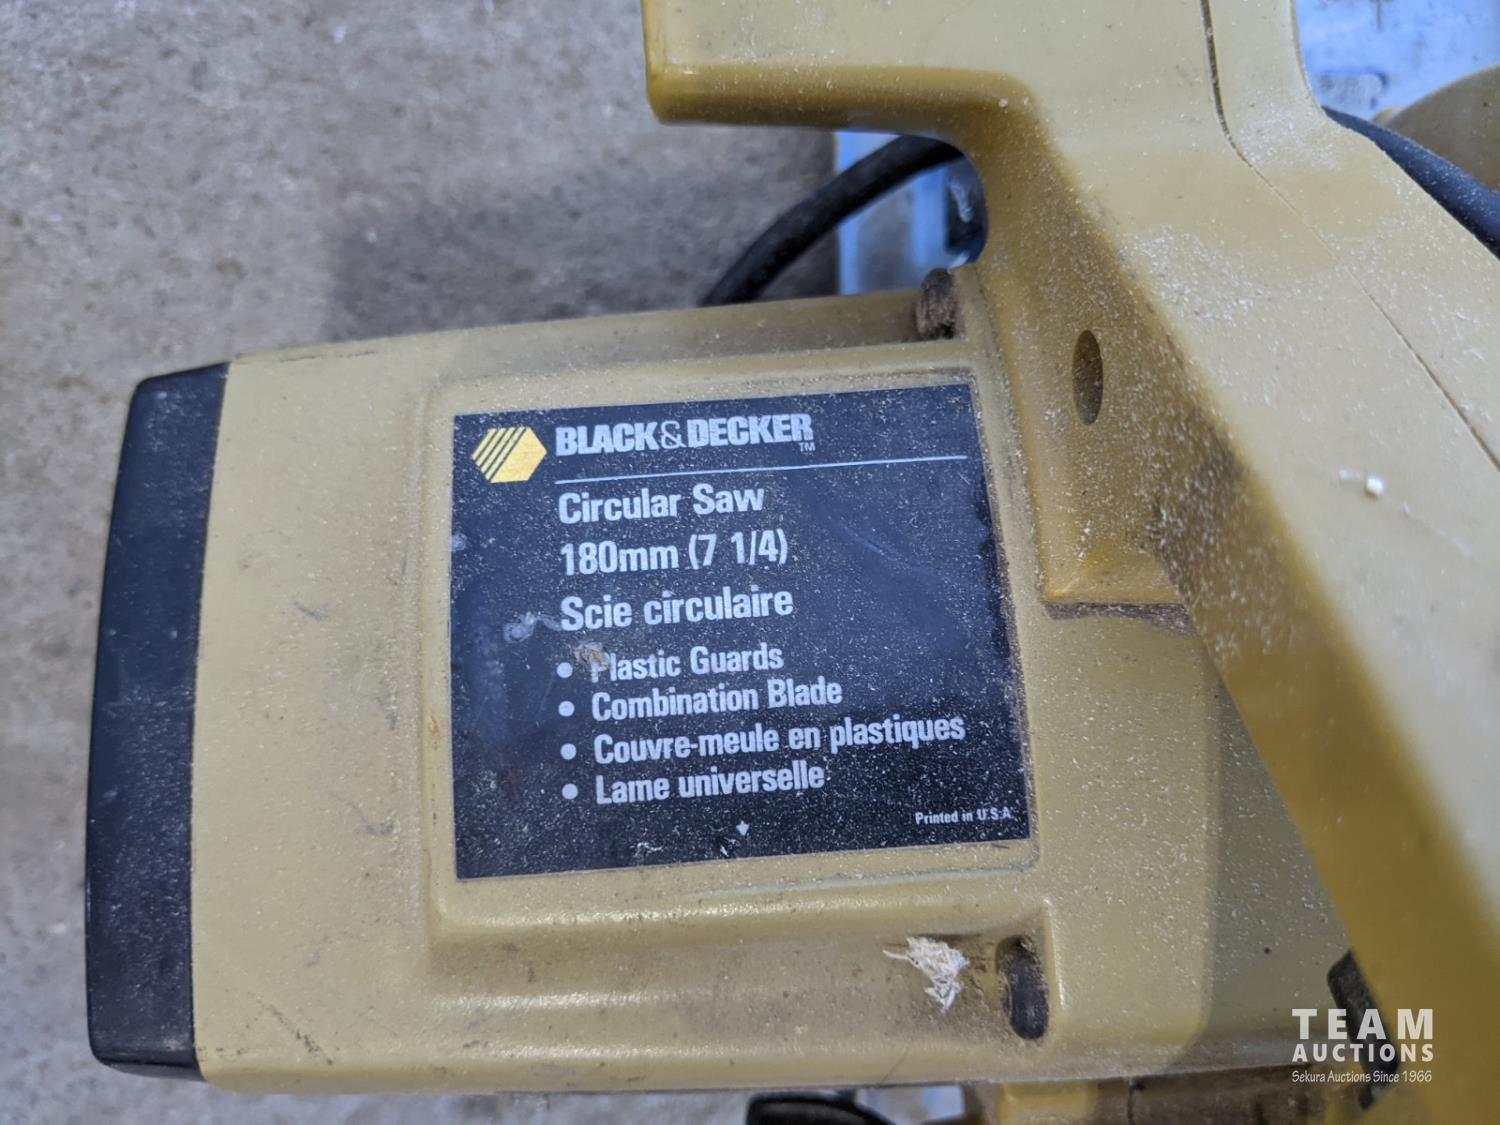 BLACK&DECKER
TM
Circular Saw
180mm (7 1/4)
Scie circulaire
• Plastic Guards
• Combination Blade
• Couvre-meule en plastiques
• Lame universelle
Printed in U.S.A.
TEAM
AUCTIONS
Sekura Auctions Since 1966